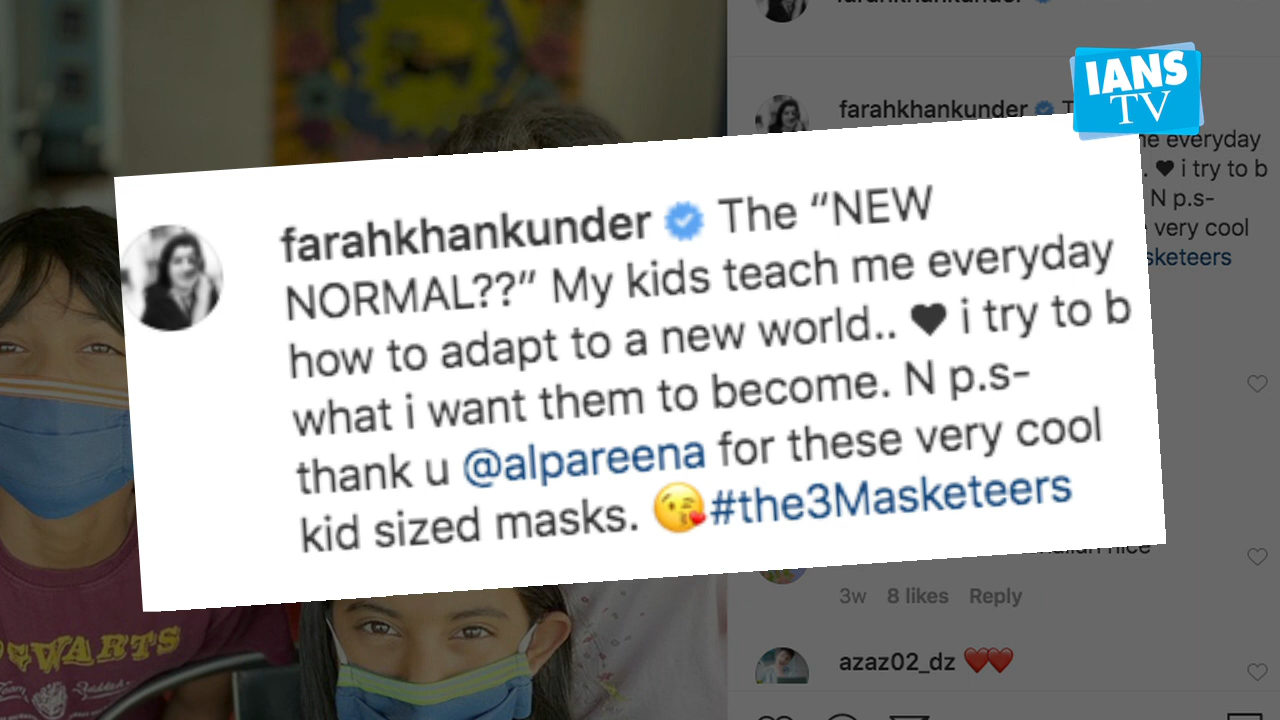 farahkhankunder
IANS
TV
farahkhankunder
me everyday
. ♥ i try to b
N p.s-
very cool
farahkhankunder The “NEW
NORMAL??” My kids teach me everyday
how to adapt to a new world.. ♥ i try to b
what i want them to become. N p.s-
thank u @alpareena for these very cool
kid sized masks. 😘#the3Masketeers
nice
3w 8 likes Reply
azaz02_dz ❤️❤️